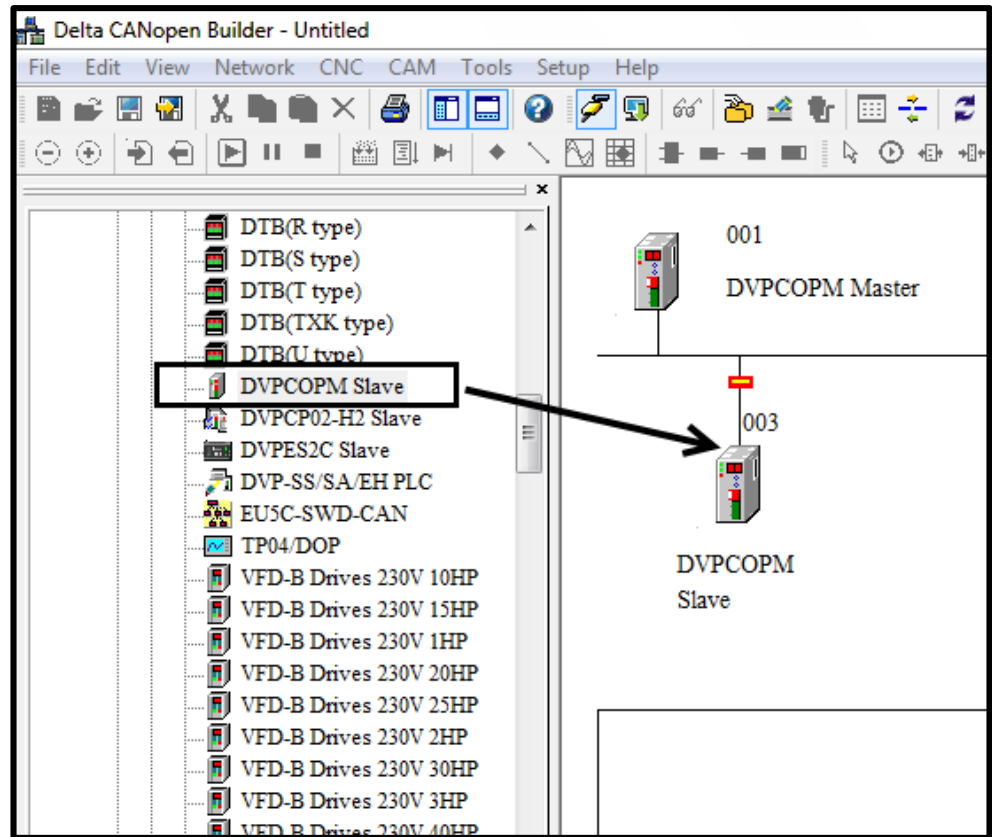 Delta CANopen Builder - Untitled
File Edit View Network CNC CAM Tools Setup Help
DTB(R type)
DTB(S type)
DTB(T type)
DTB(TXK type)
DTB(U type)
DVPCOPM Slave
DVPCP02-H2 Slave
DVPES2C Slave
DVP-SS/SA/EH PLC
EU5C-SWD-CAN
TP04/DOP
VFD-B Drives 230V 10HP
VFD-B Drives 230V 15HP
VFD-B Drives 230V 1HP
VFD-B Drives 230V 20HP
VFD-B Drives 230V 25HP
VFD-B Drives 230V 2HP
VFD-B Drives 230V 30HP
VFD-B Drives 230V 3HP
VFD-B Drives 230V 40HP
001
DVPCOPM Master
003
DVPCOPM
Slave